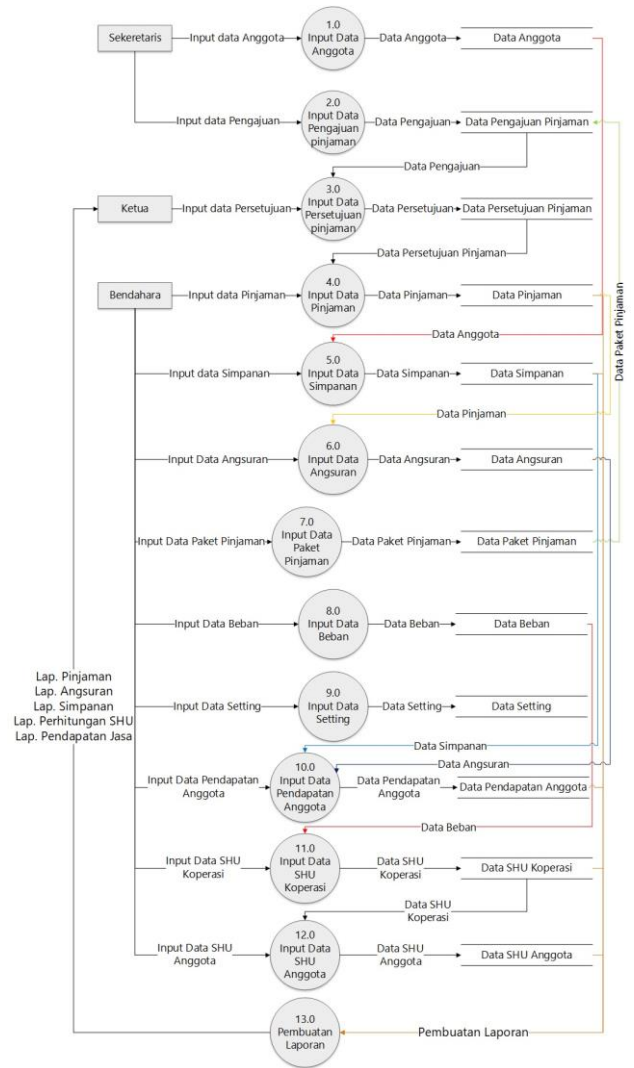 Sekeretaris
Input data Anggota
1.0
Input Data
Anggota
Data Anggota
Data Anggota
Input data Pengajuan
2.0
Input Data
Pengajuan
pinjaman
Data Pengajuan
Data Pengajuan Pinjaman
Data Pengajuan
Ketua
Input data Persetujuan
3.0
Input Data
Persetujuan
pinjaman
Data Persetujuan
Data Persetujuan Pinjaman
Data Persetujuan Pinjaman
Bendahara
Input data Pinjaman
4.0
Input Data
Pinjaman
Data Pinjaman
Data Pinjaman
Data Paket Pinjaman
Data Anggota
Input data Simpanan
5.0
Input Data
Simpanan
Data Simpanan
Data Simpanan
Data Pinjaman
Input Data Angsuran
6.0
Input Data
Angsuran
Data Angsuran
Data Angsuran
Input Data Paket Pinjaman
7.0
Input Data
Paket
Pinjaman
Data Paket Pinjaman
Data Paket Pinjaman
Input Data Beban
8.0
Input Data
Beban
Data Beban
Data Beban
Lap. Pinjaman
Lap. Angsuran
Lap. Simpanan
Lap. Perhitungan SHU
Lap. Pendapatan Jasa
Input Data Setting
9.0
Input Data
Setting
Data Setting
Data Setting
Data Simpanan
Data Angsuran
Input Data Pendapatan
Anggota
10.0
Input Data
Pendapatan
Anggota
Data Pendapatan
Anggota
Data Pendapatan Anggota
Data Beban
Input Data SHU
Koperasi
11.0
Input Data
SHU
Koperasi
Data SHU
Koperasi
Data SHU Koperasi
Data SHU
Koperasi
Input Data SHU
Anggota
12.0
Input Data
SHU
Anggota
Data SHU
Anggota
Data SHU Anggota
13.0
Pembuatan
Laporan
Pembuatan Laporan